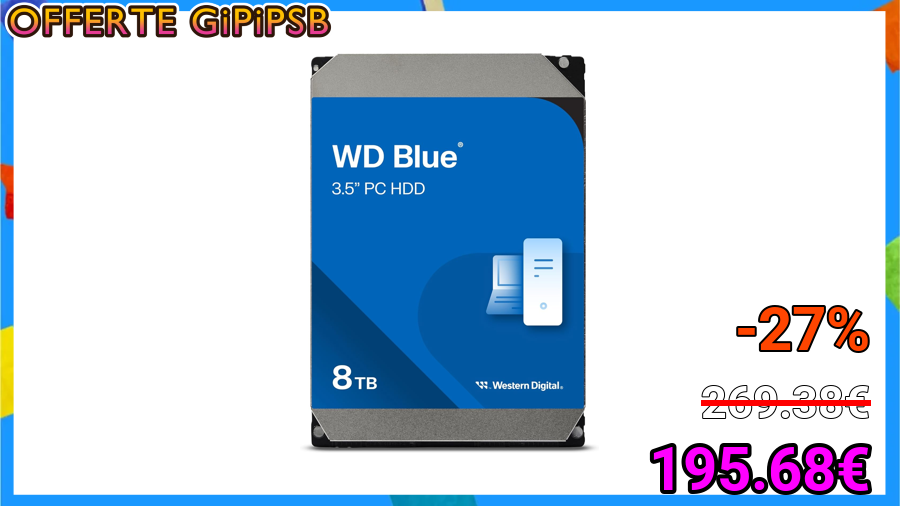 OFFERTE GiPiPSB
WD Blue®
3.5” PC HDD
8TB
Western Digital®
-27%
269.38€
195.68€